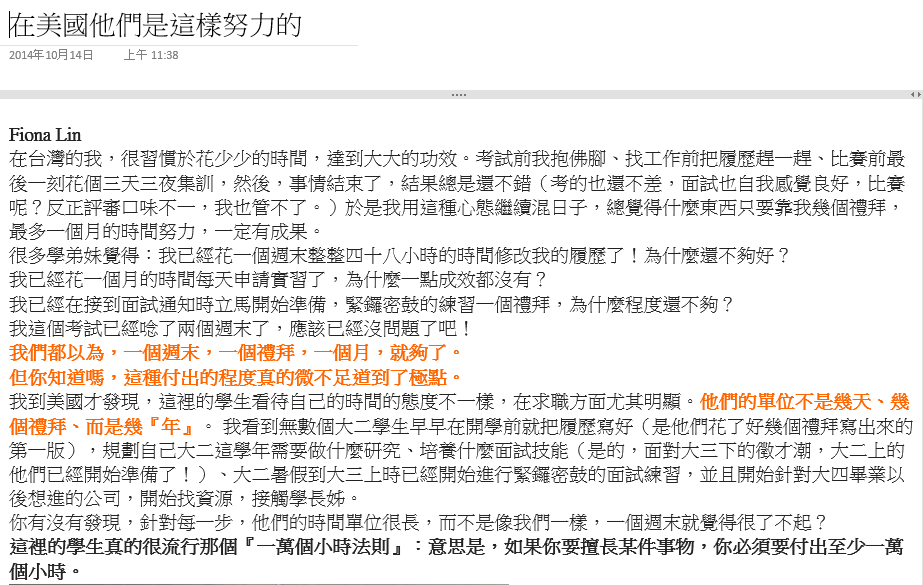 在美國他們是這樣努力的
2014年10月14日 上午 11:38
Fiona Lin
在台灣的我，很習慣於花少少的時間，達到大大的功效。考試前我抱佛腳、找工作前把履歷趕一趕、比賽前最
後一刻花個三天三夜集訓，然後，事情結束了，結果總是還不錯（考的也還不差，面試也自我感覺良好，比賽
呢？反正評審口味不一，我也管不了。）於是我用這種心態繼續混日子，總覺得什麼東西只要靠我幾個禮拜，
最多一個月的時間努力，一定有成果。
很多學弟妹覺得：我已經花一個週末整整四十八小時的時間修改我的履歷了！為什麼還不夠好？
我已經花一個月的時間每天申請實習了，為什麼一點成效都沒有？
我已經在接到面試通知時立馬開始準備，緊鑼密鼓的練習一個禮拜，為什麼程度還不夠？
我這個考試已經唸了兩個週末了，應該已經沒問題了吧！
我們都以為，一個週末，一個禮拜，一個月，就夠了。
但你知道嗎，這種付出的程度真的微不足道到了極點。
我到美國才發現，這裡的學生看待自己的時間的態度不一樣，在求職方面尤其明顯。他們的單位不是幾天、幾
個禮拜、而是幾『年』。 我看到無數個大二學生早早在開學前就把履歷寫好（是他們花了好幾個禮拜寫出來的
第一版），規劃自己大二這學年需要做什麼研究、培養什麼面試技能（是的，面對大三下的徵才潮，大二上的
他們已經開始準備了！）、大二暑假到大三上時已經開始進行緊鑼密鼓的面試練習，並且開始針對大四畢業以
後想進的公司，開始找資源，接觸學長姊。
你有沒有發現，針對每一步，他們的時間單位很長，而不是像我們一樣，一個週末就覺得很了不起？
這裡的學生真的很流行那個『一萬個小時法則』：意思是，如果你要擅長某件事物，你必須要付出至少一萬
個小時。